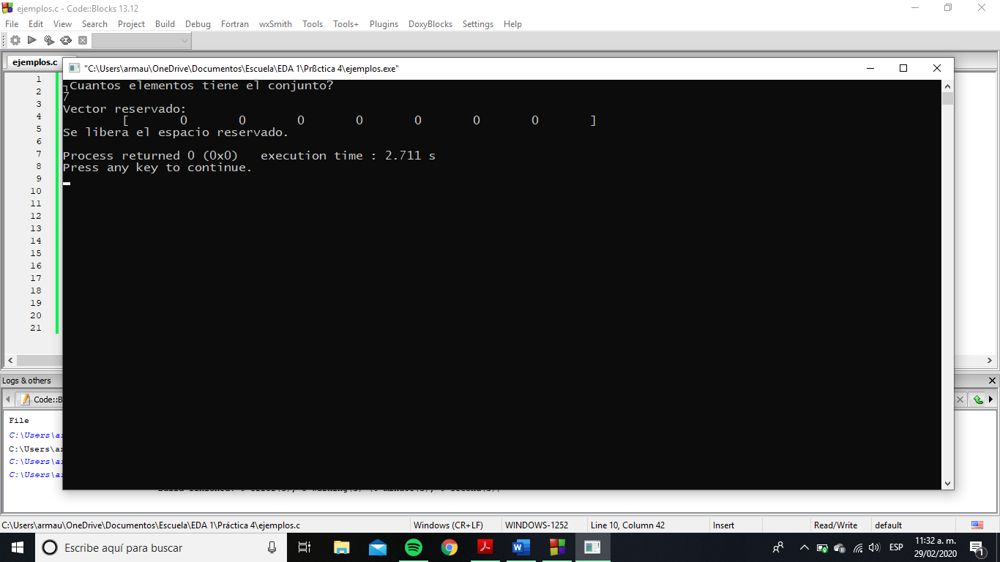 ejemplos.c - Code::Blocks 13.12
File Edit View Search Project Build Debug Fortran wxSmith Tools Tools+ Plugins DoxyBlocks Settings Help
ejemplos.c
"C:\Users\armau\OneDrive\Documentos\Escuela\EDA 1\Prßctica 4\ejemplos.exe"
1
2
3
4
5
6
7
8
9
10
11
12
13
14
15
16
17
18
19
20
21
┐Cuantos elementos tiene el conjunto?
7
Vector reservado:
[ 0 0 0 0 0 0 0 ]
Se libera el espacio reservado.
Process returned 0 (0x0) execution time : 2.711 s
Press any key to continue.
Logs & others
Code::B
File
C:\Users\ar
C:\Users\ar
C:\Users\ar
C:\Users\ar
C:\Users\armau\OneDrive\Documentos\Escuela\EDA 1\Práctica 4\ejemplos.c Windows (CR+LF) WINDOWS-1252 Line 10, Column 42 Insert Read/Write default
Escribe aquí para buscar
ESP
11:32 a. m.
29/02/2020
1